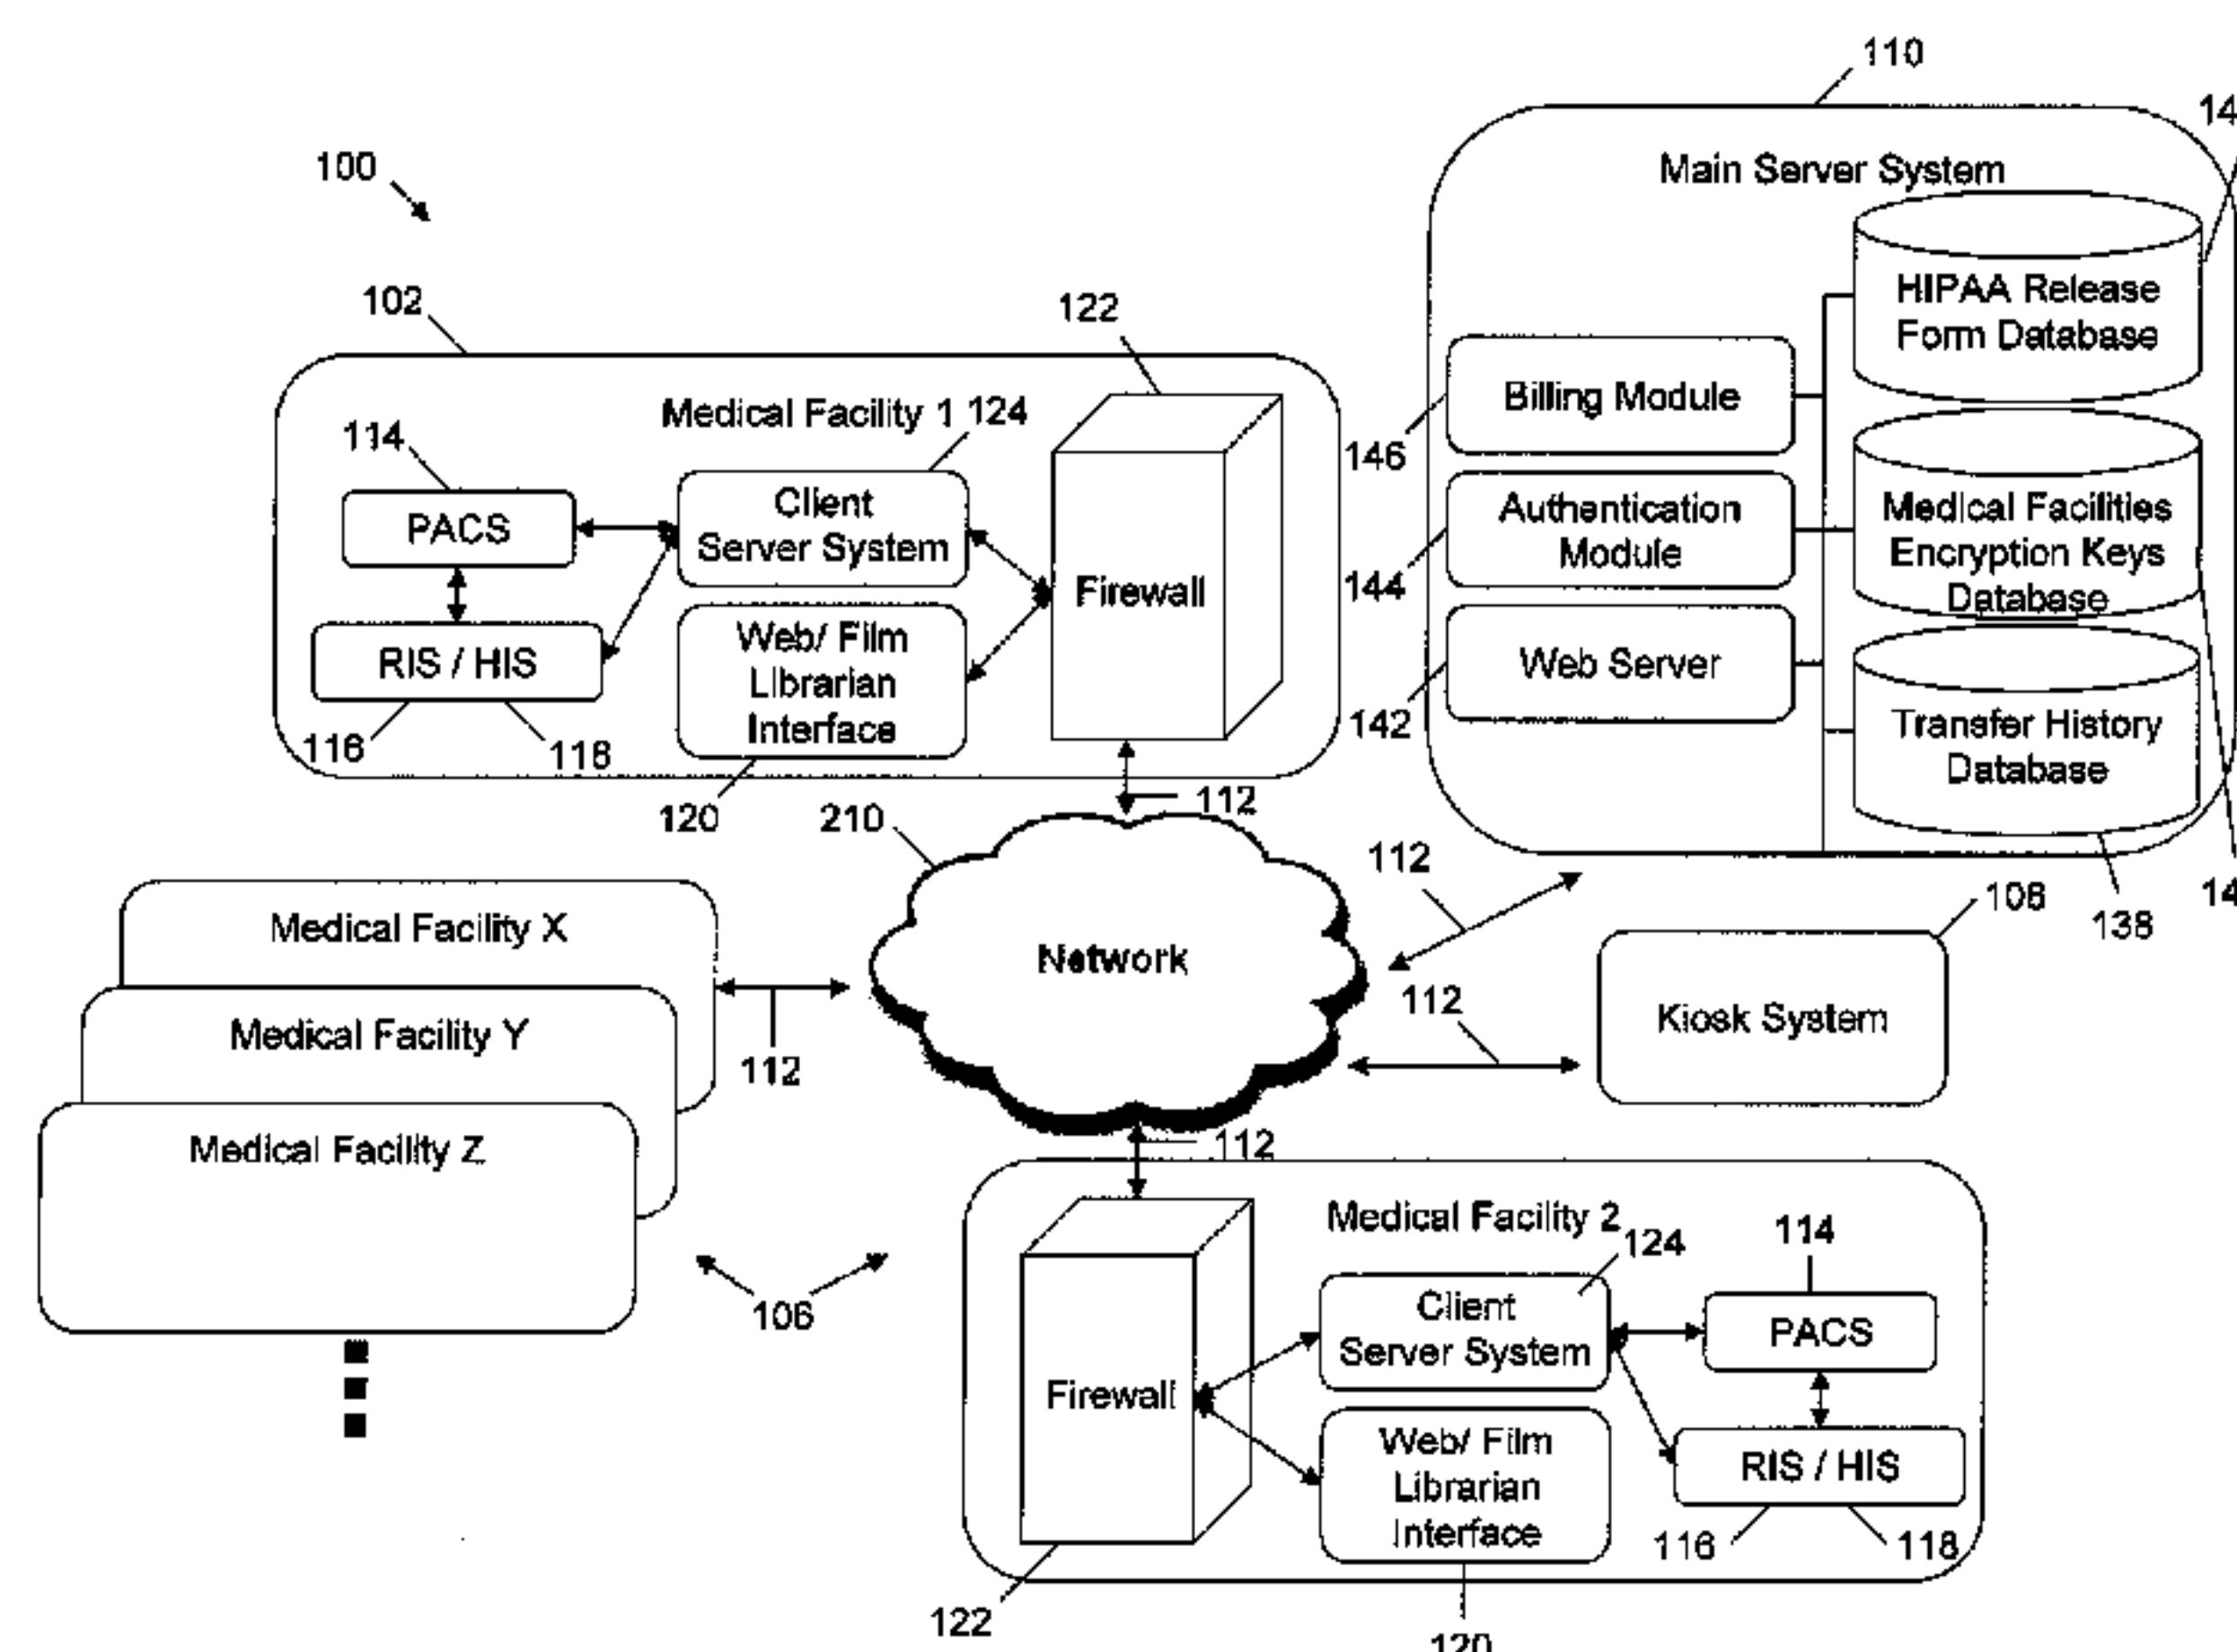 110
14
100
Main Server System
HIPAA Release
Form Database
102
122
Billing Module
146
Medical Facility 1
124
114
PACS
Client
Server System
Firewall
Authentication
Module
144
Medical Facilities
Encryption Keys
Database
RIS / HIS
116
118
Web/ Film
Librarian
Interface
120
Web Server
142
Transfer History
Database
138
14
112
210
Network
112
112
108
Kiosk System
Medical Facility X
Medical Facility Y
Medical Facility Z
112
106
112
Medical Facility 2
124
114
Firewall
Client
Server System
PACS
Web/ Film
Librarian
Interface
RIS / HIS
116
118
122
120